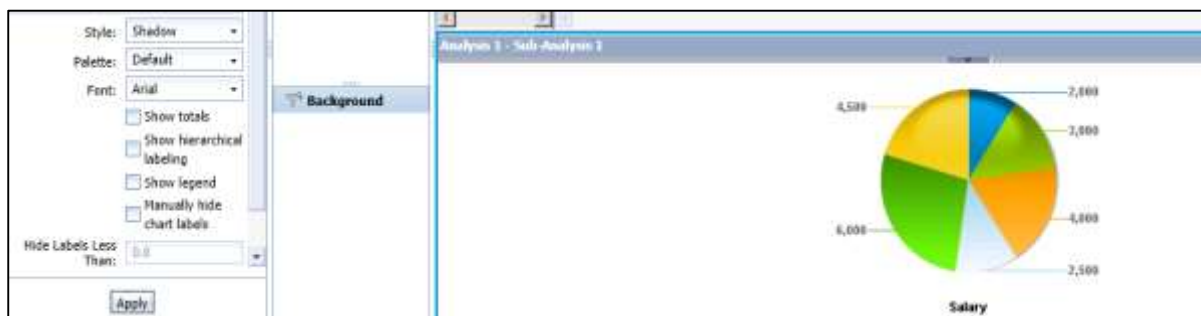 Style: Shadow
Palette: Default
Font: Arial
Show totals
Show hierarchical
labeling
Show legend
Manually hide
chart labels
Hide Labels Less
Than: 0.0
Apply
Background
Analysis 1 - Sub-Analysis 1
4,500
2,000
3,000
6,000
4,000
2,500
Salary